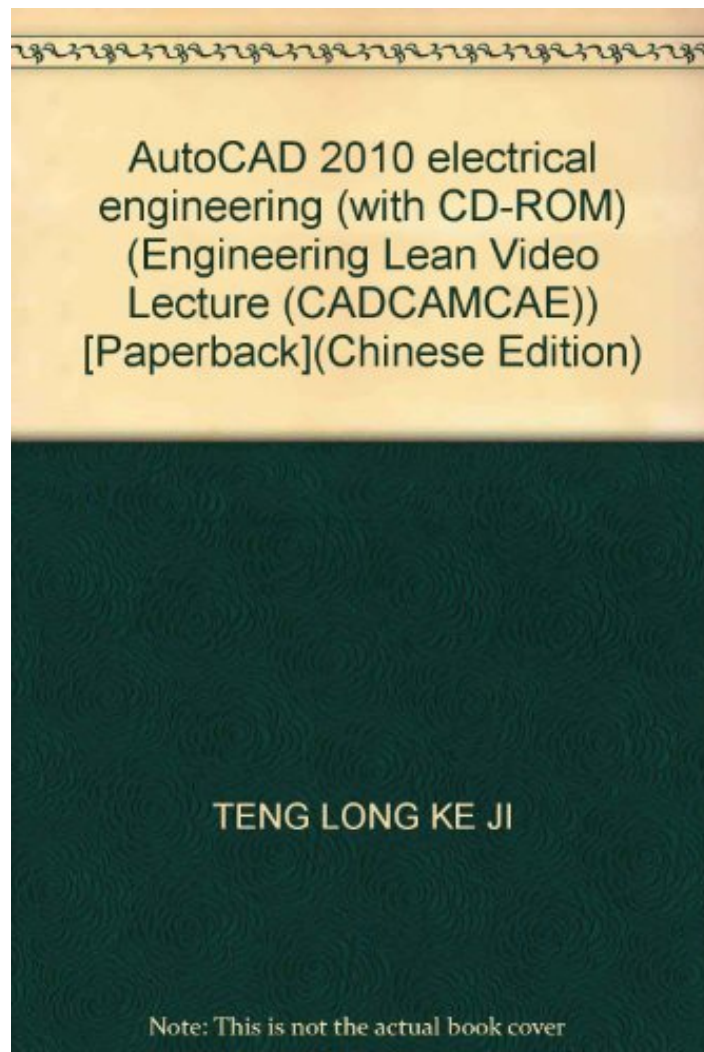 AutoCAD 2010 electrical
engineering (with CD-ROM)
(Engineering Lean Video
Lecture (CADCAMCAE))
[Paperback](Chinese Edition)
TENG LONG KE JI
Note: This is not the actual book cover